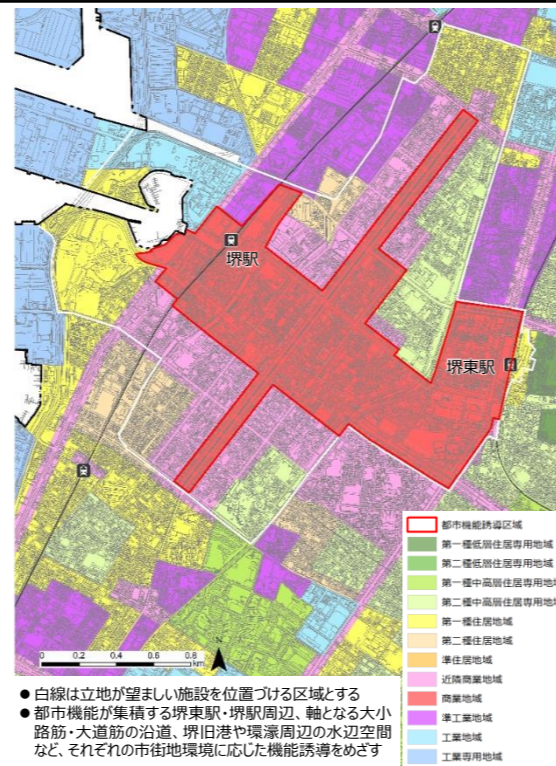 堺駅
堺東駅
N
0 0.2 0.4 0.6 0.8
km
都市機能誘導区域
第一種低層住居専用地域
第二種低層住居専用地域
第一種中高層住居専用地域
第二種中高層住居専用地域
第一種住居地域
第二種住居地域
準住居地域
近隣商業地域
商業地域
準工業地域
工業地域
工業専用地域
● 白線は立地が望ましい施設を位置づける区域とする
● 都市機能が集積する堺東駅・堺駅周辺、軸となる大小
路筋・大道筋の沿道、堺旧港や環濠周辺の水辺空間
など、それぞれの市街地環境に応じた機能誘導をめざす